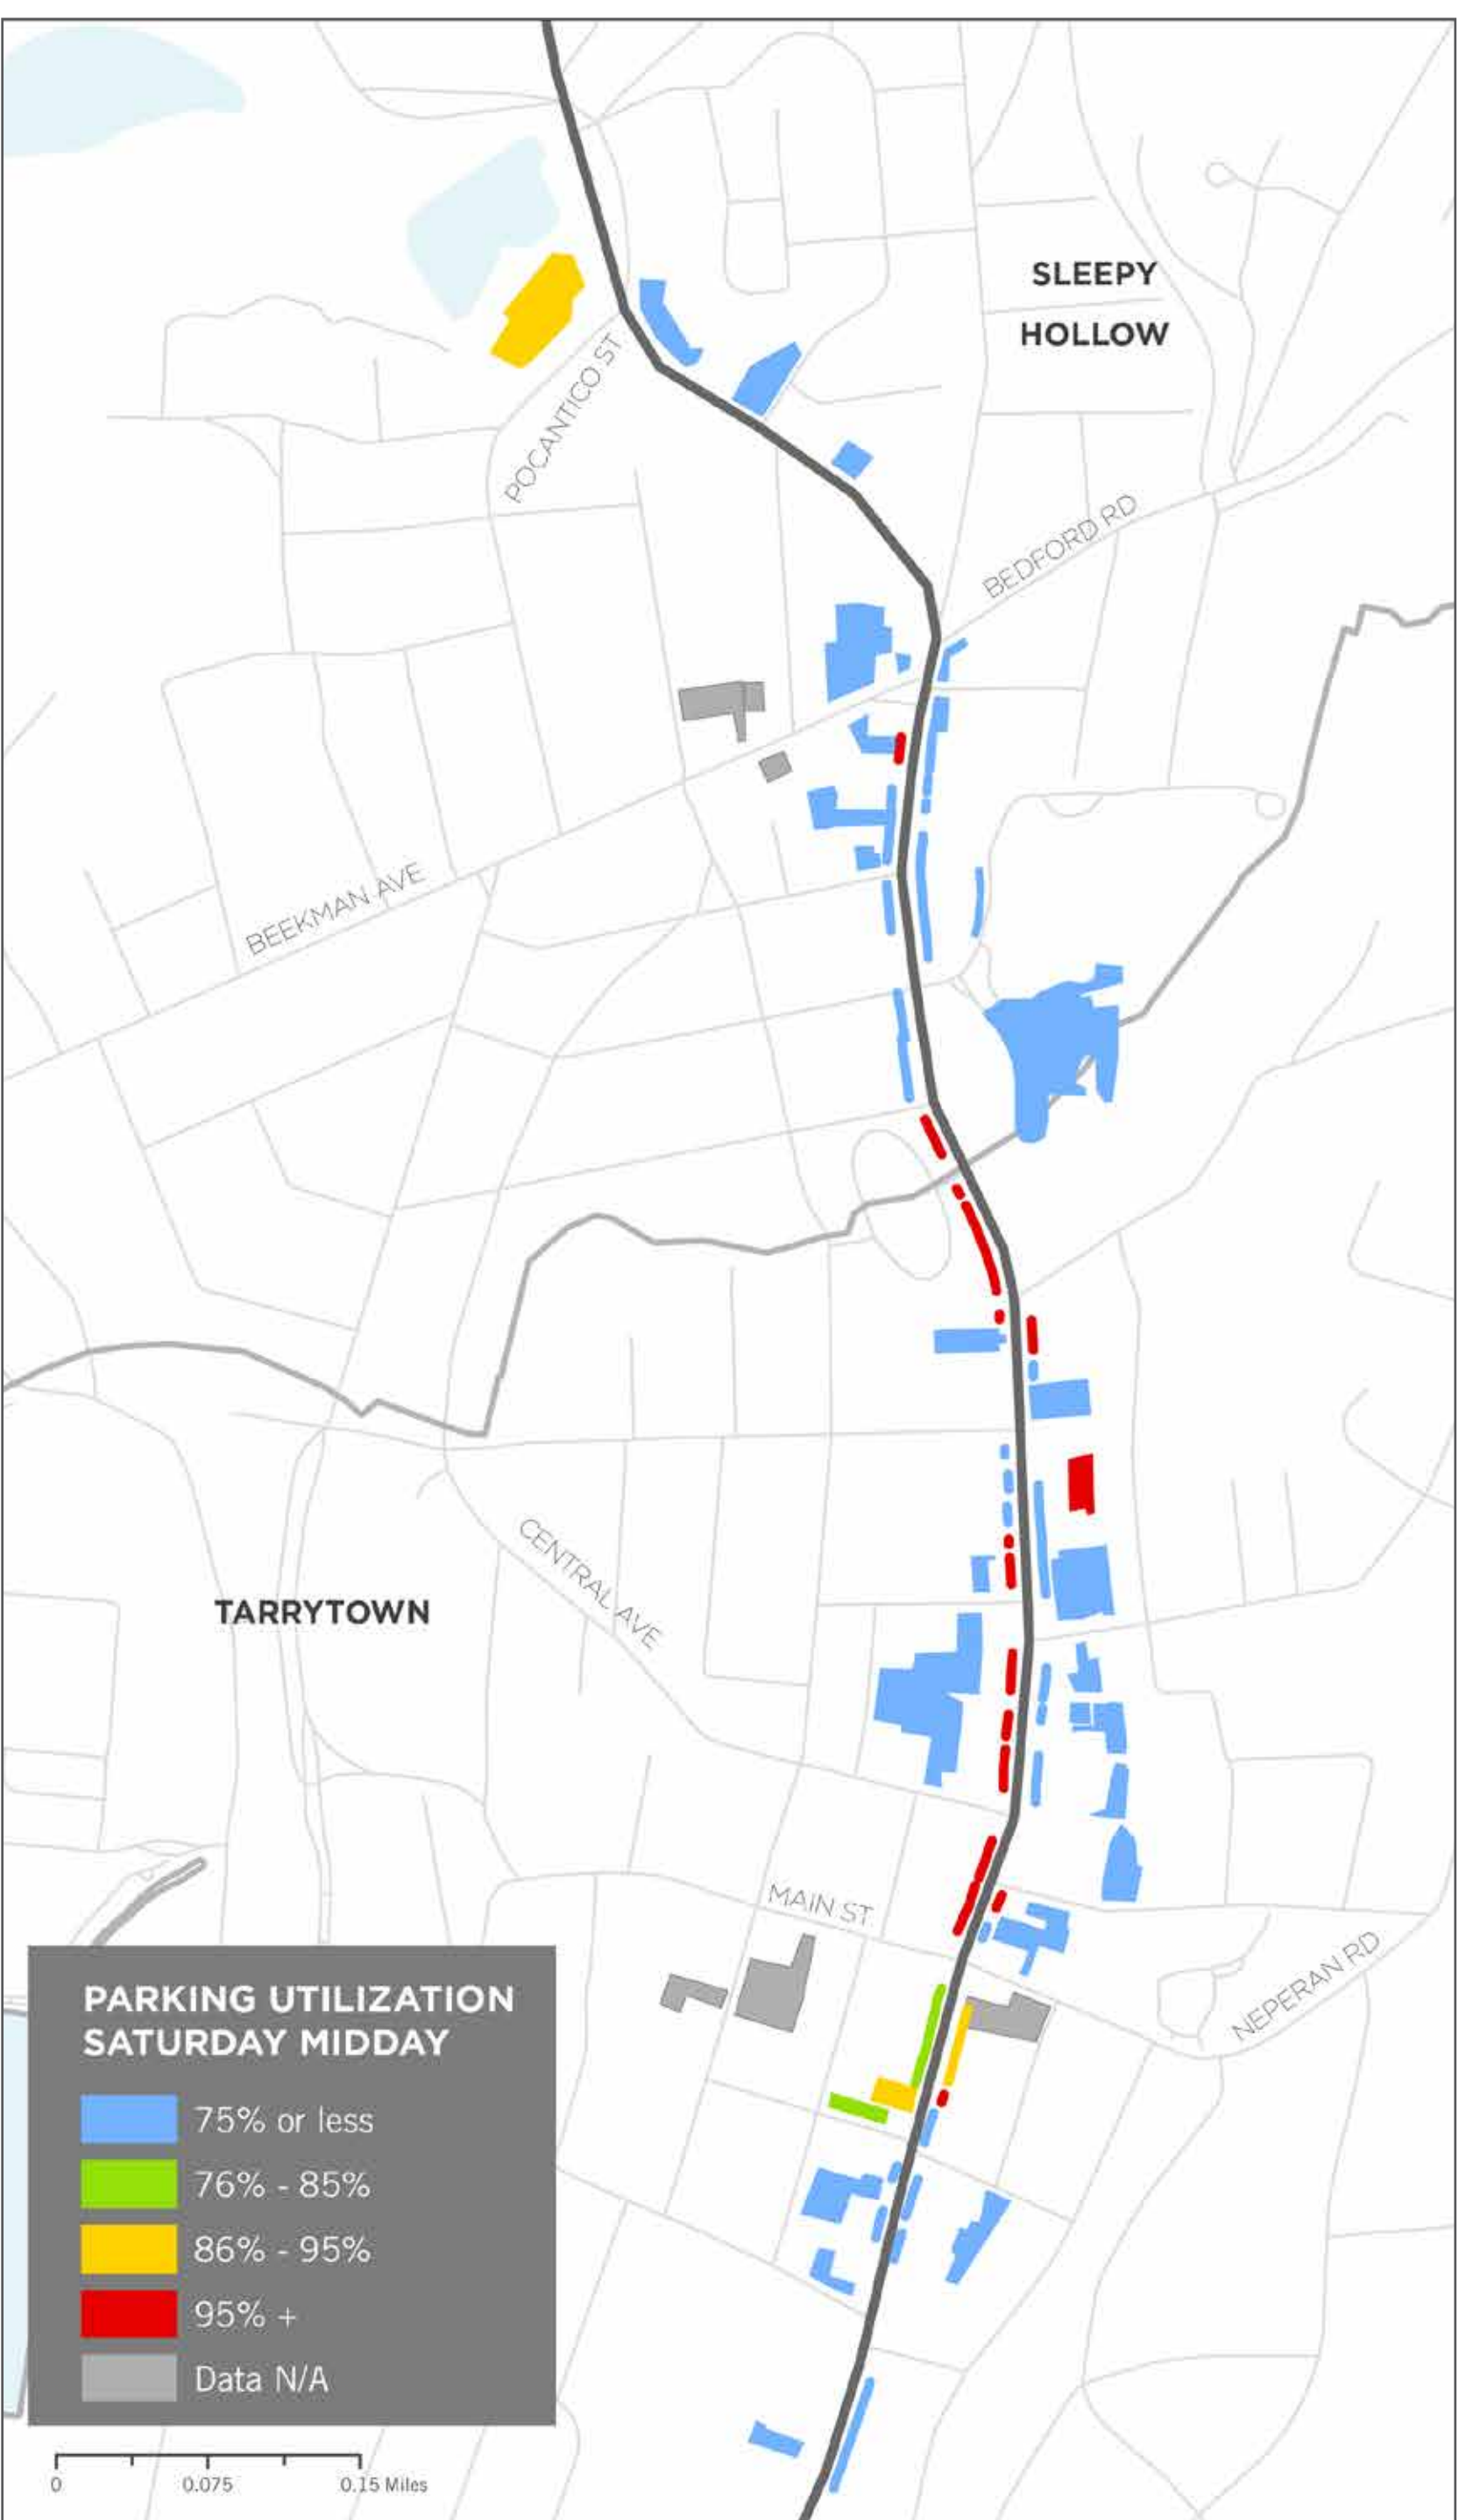 SLEEPY
HOLLOW
POCANTICO ST
BEDFORD RD
BEEKMAN AVE
CENTRAL AVE
TARRYTOWN
MAIN ST
NEPERAN RD
PARKING UTILIZATION
SATURDAY MIDDAY
75% or less
76% - 85%
86% - 95%
95% +
Data N/A
0 0.075 0.15 Miles